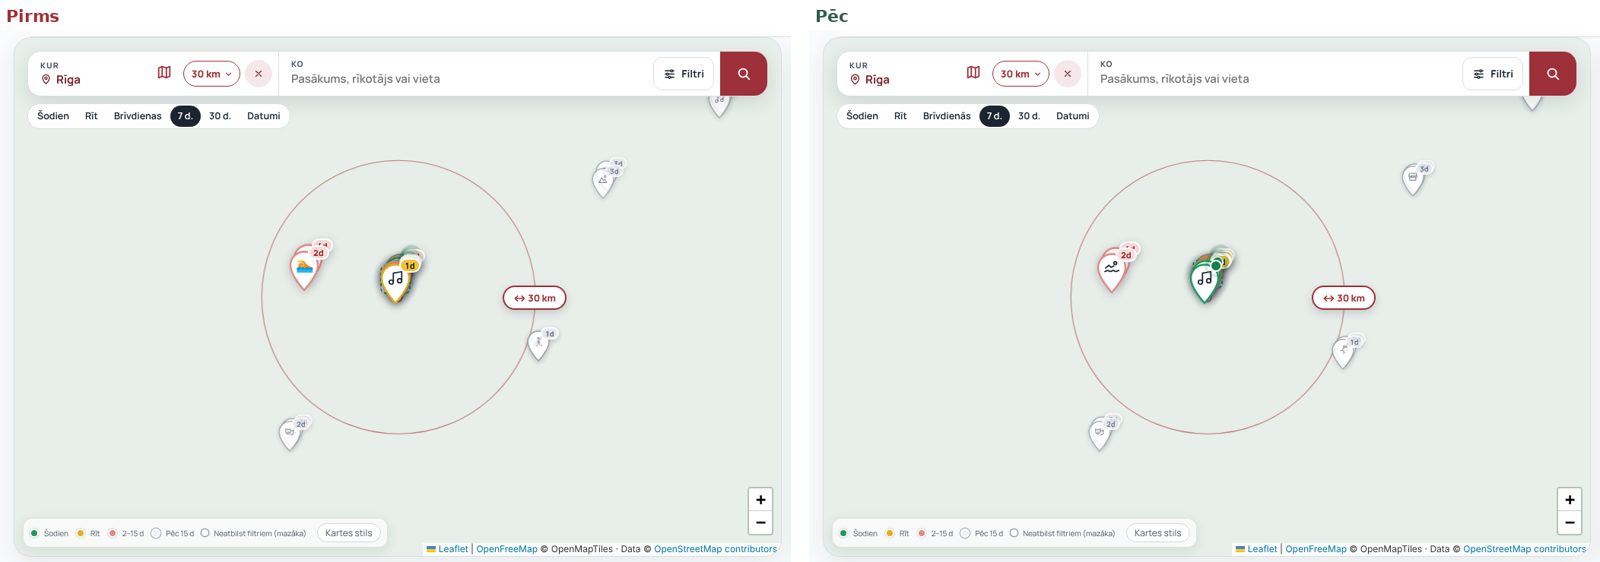 Pirms
KUR
Rīga
30 km
KO
Pasākums, rīkotājs vai vieta
Filtri
Šodien Rīt Brīvdienas 7 d. 30 d. Datumi
3d
3d
2d
1d
30 km
1d
2d
Šodien Rīt 2–15 d Pēc 15 d Neatbilst filtriem (mazāka) Kartes stils
+
−
Leaflet | OpenFreeMap © OpenMapTiles · Data © OpenStreetMap contributors
Pēc
KUR
Rīga
30 km
KO
Pasākums, rīkotājs vai vieta
Filtri
Šodien Rīt Brīvdienās 7 d. 30 d. Datumi
3d
2d
30 km
1d
2d
Šodien Rīt 2–15 d Pēc 15 d Neatbilst filtriem (mazāka) Kartes stils
+
−
Leaflet | OpenFreeMap © OpenMapTiles · Data © OpenStreetMap contributors